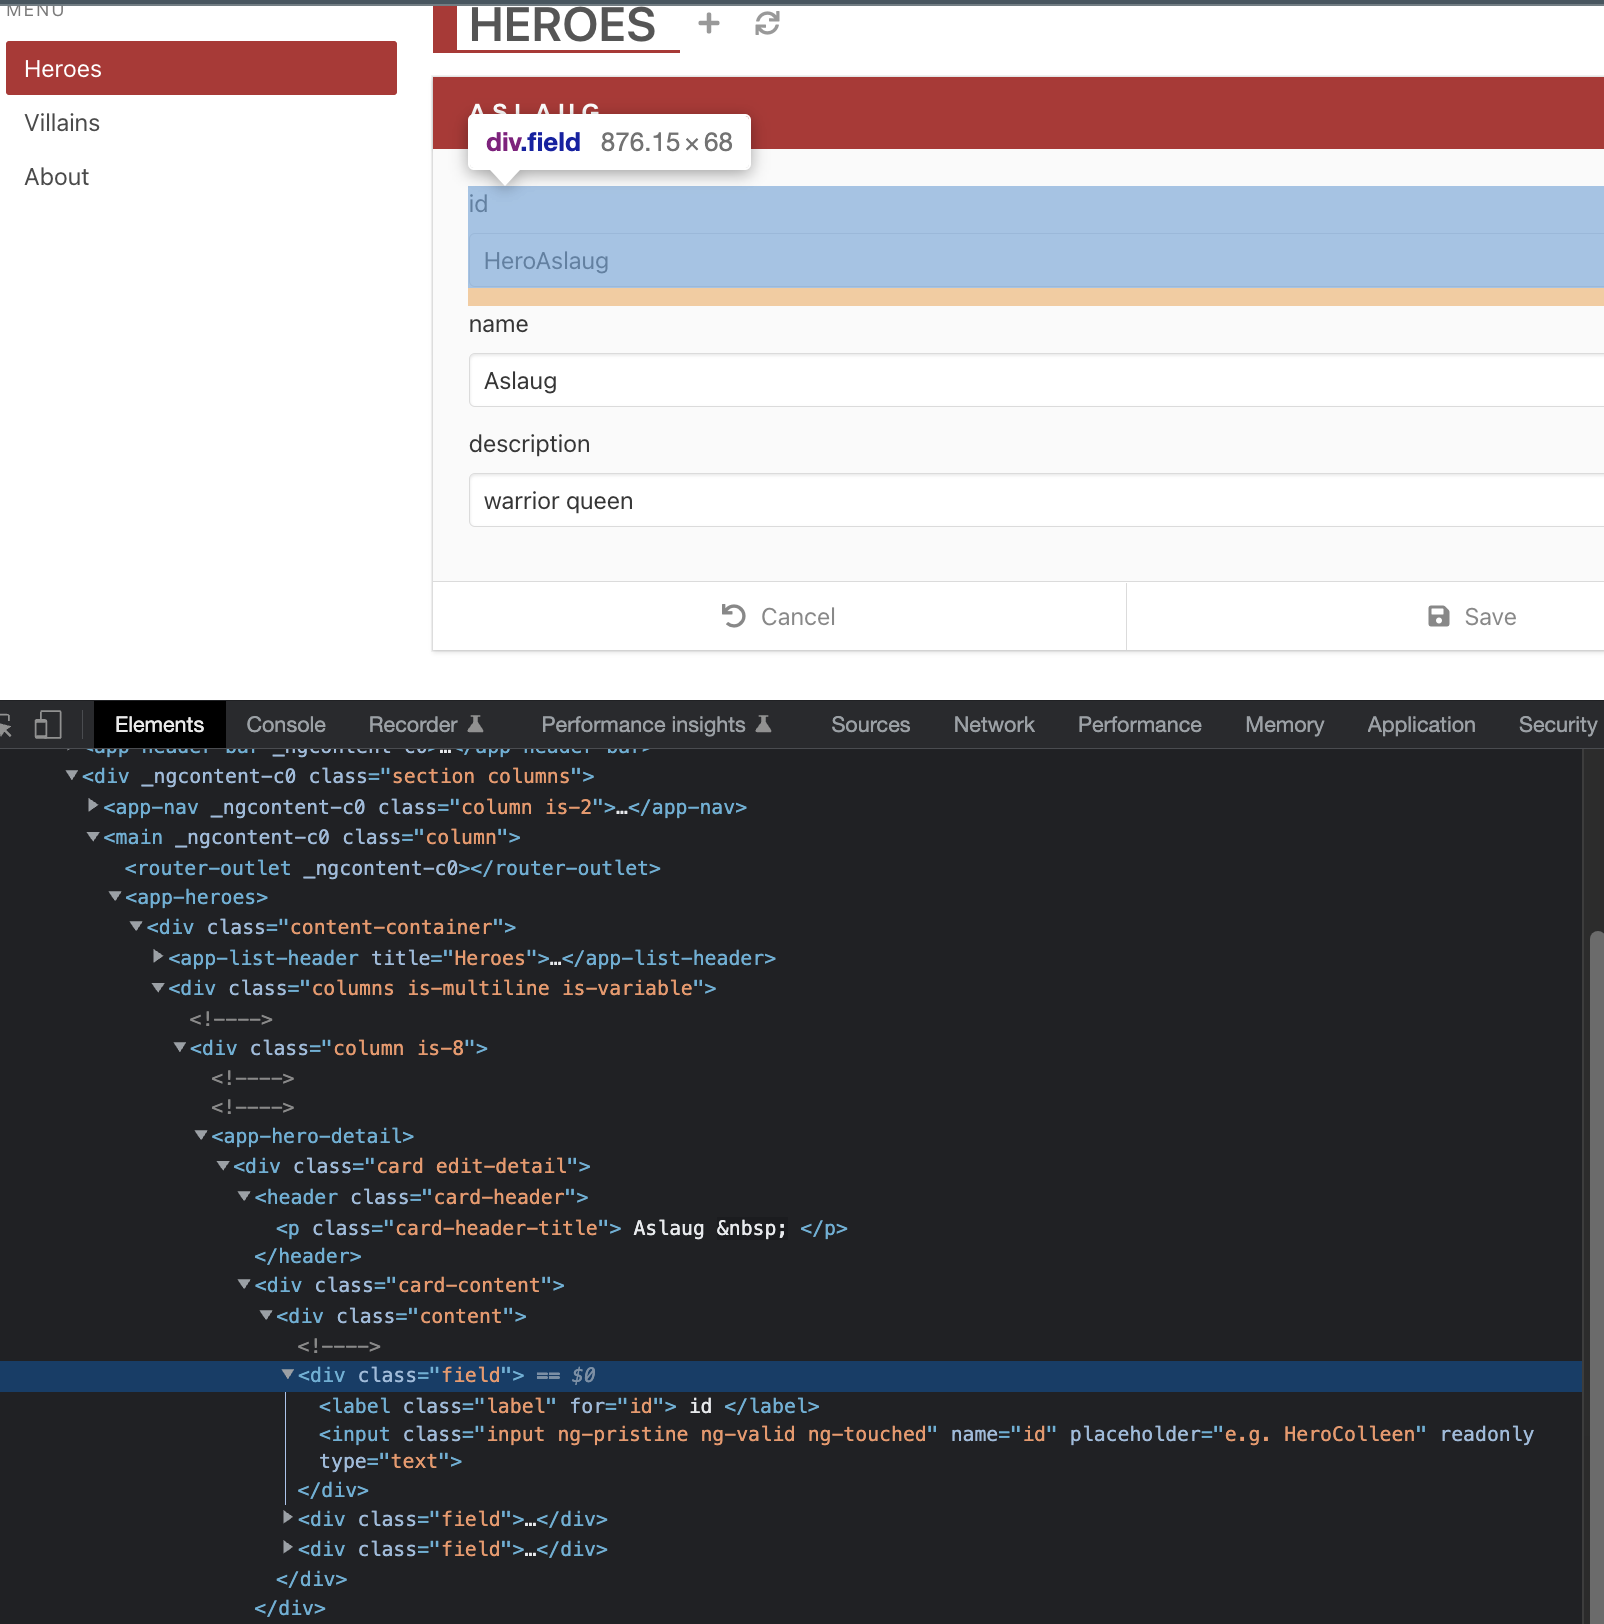 MENU
HEROES
Heroes
Villains
About
ASLAUG
div.field 876.15 × 68
id
HeroAslaug
name
Aslaug
description
warrior queen
Cancel
Save
Elements Console Recorder Performance insights Sources Network Performance Memory Application Security
<app-header-bar _ngcontent-c0>…</app-header-bar>
<div _ngcontent-c0 class="section columns">
<app-nav _ngcontent-c0 class="column is-2">…</app-nav>
<main _ngcontent-c0 class="column">
<router-outlet _ngcontent-c0></router-outlet>
<app-heroes>
<div class="content-container">
<app-list-header title="Heroes">…</app-list-header>
<div class="columns is-multiline is-variable">
<!---->
<div class="column is-8">
<!---->
<!---->
<app-hero-detail>
<div class="card edit-detail">
<header class="card-header">
<p class="card-header-title"> Aslaug &nbsp; </p>
</header>
<div class="card-content">
<div class="content">
<!---->
<div class="field"> == $0
<label class="label" for="id"> id </label>
<input class="input ng-pristine ng-valid ng-touched" name="id" placeholder="e.g. HeroColleen" readonly
type="text">
</div>
<div class="field">…</div>
<div class="field">…</div>
</div>
</div>